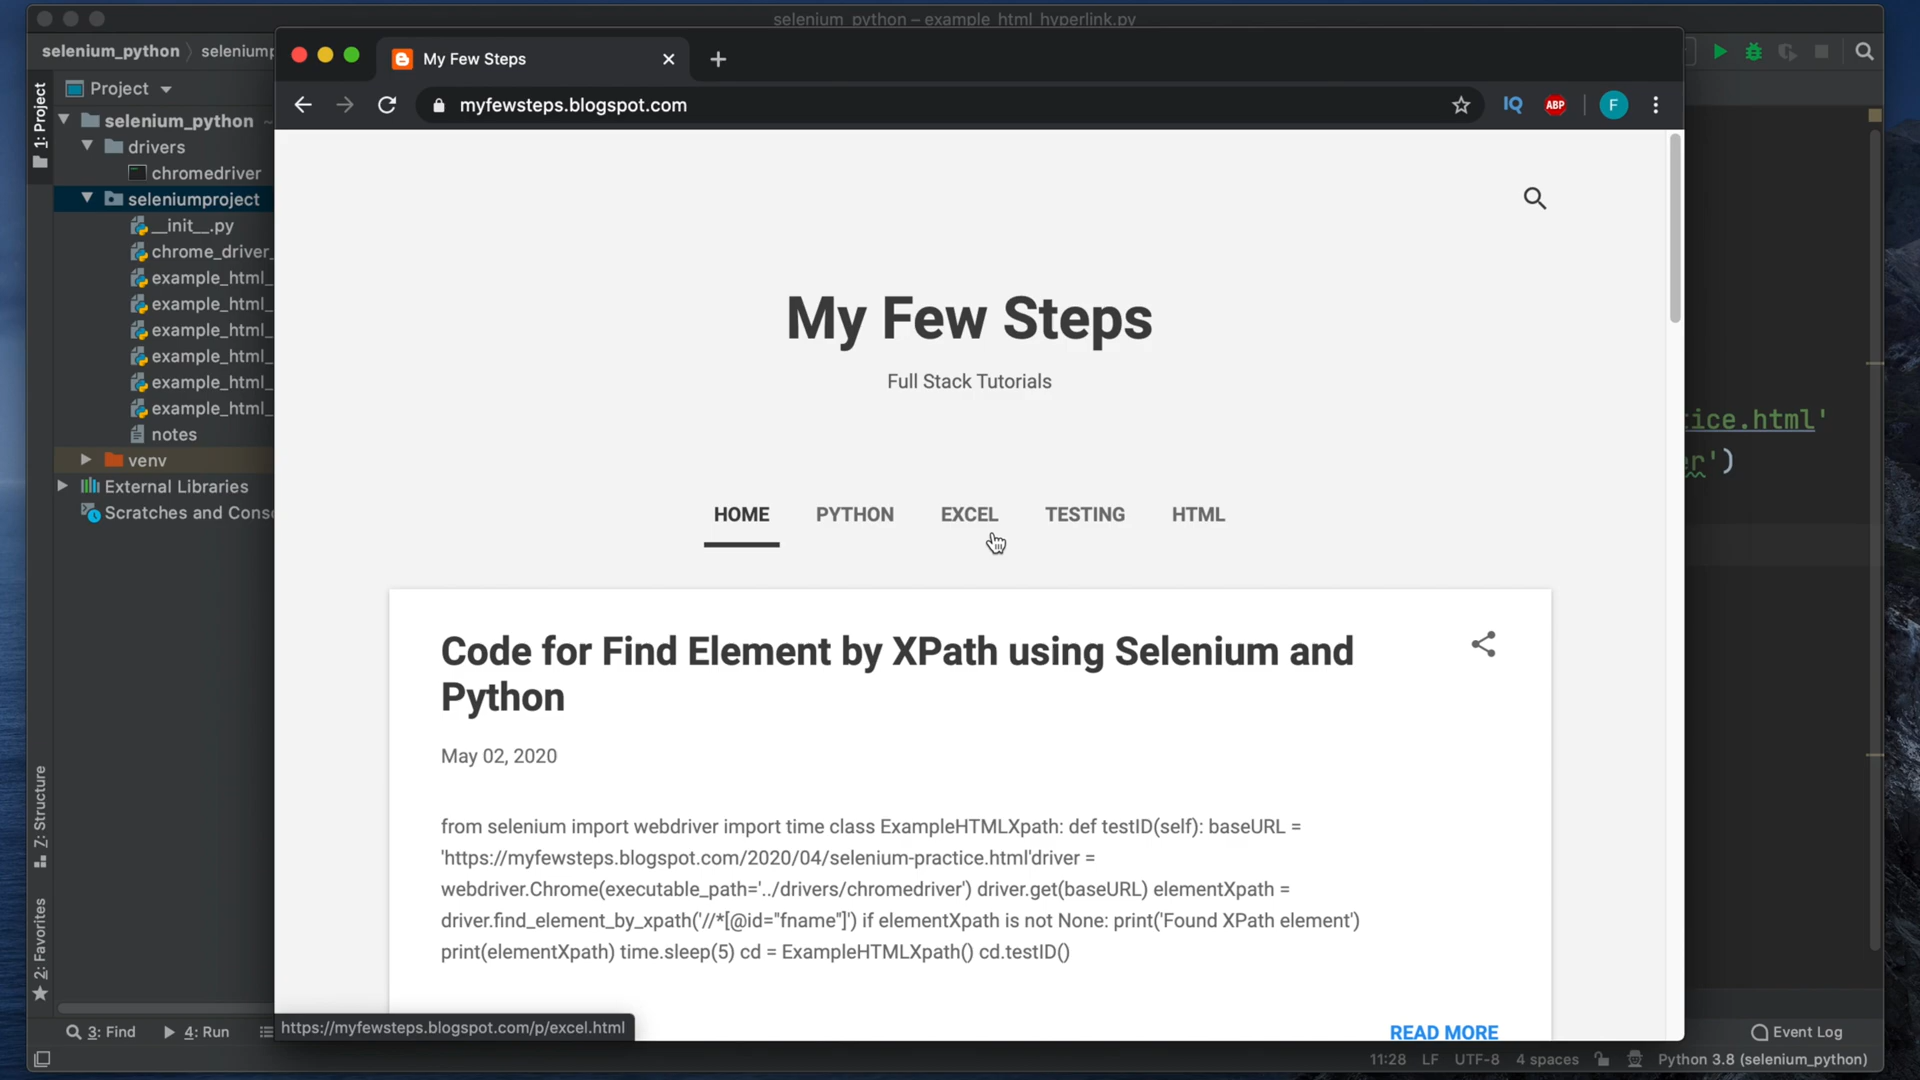 selenium_python – example_html_hyperlink.py
selenium_python
My Few Steps
myfewsteps.blogspot.com
IQ
ABP
F
1: Project
Project
selenium_python
drivers
chromedriver
seleniumproject
__init__.py
chrome_driver_
example_html_
example_html_
example_html_
example_html_
example_html_
example_html_
notes
venv
External Libraries
Scratches and Cons
Z: Structure
2: Favorites
My Few Steps
Full Stack Tutorials
HOME PYTHON EXCEL TESTING HTML
Code for Find Element by XPath using Selenium and
Python
May 02, 2020
from selenium import webdriver import time class ExampleHTMLXpath: def testID(self): baseURL =
'https://myfewsteps.blogspot.com/2020/04/selenium-practice.html'driver =
webdriver.Chrome(executable_path='../drivers/chromedriver') driver.get(baseURL) elementXpath =
driver.find_element_by_xpath('//*[@id="fname"]') if elementXpath is not None: print('Found XPath element')
print(elementXpath) time.sleep(5) cd = ExampleHTMLXpath() cd.testID()
READ MORE
https://myfewsteps.blogspot.com/p/excel.html
tice.html'
er')
3: Find 4: Run
Event Log
11:28 LF UTF-8 4 spaces Python 3.8 (selenium_python)